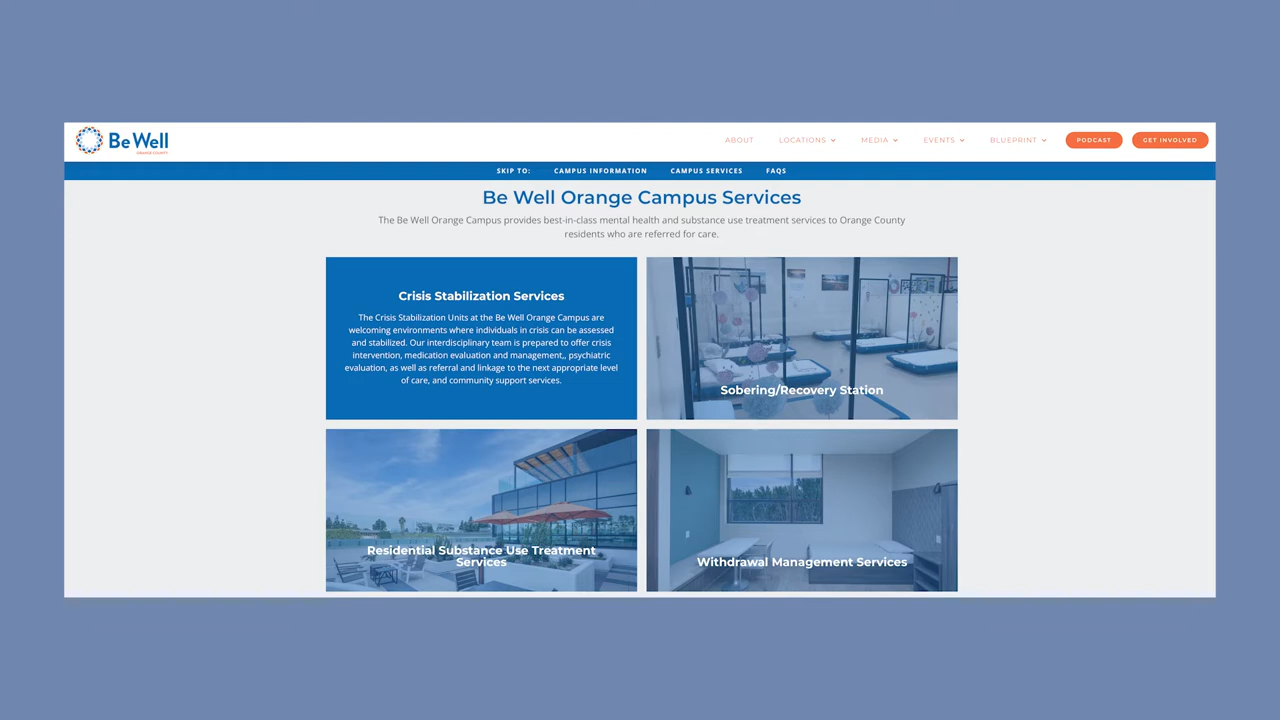 Be Well
ORANGE COUNTY
ABOUT
LOCATIONS
MEDIA
EVENTS
BLUEPRINT
PODCAST
GET INVOLVED
SKIP TO:
CAMPUS INFORMATION
CAMPUS SERVICES
FAQS
Be Well Orange Campus Services
The Be Well Orange Campus provides best-in-class mental health and substance use treatment services to Orange County
residents who are referred for care.
Crisis Stabilization Services
The Crisis Stabilization Units at the Be Well Orange Campus are
welcoming environments where individuals in crisis can be assessed
and stabilized. Our interdisciplinary team is prepared to offer crisis
intervention, medication evaluation and management,, psychiatric
evaluation, as well as referral and linkage to the next appropriate level
of care, and community support services.
Sobering/Recovery Station
Residential Substance Use Treatment
Services
Withdrawal Management Services